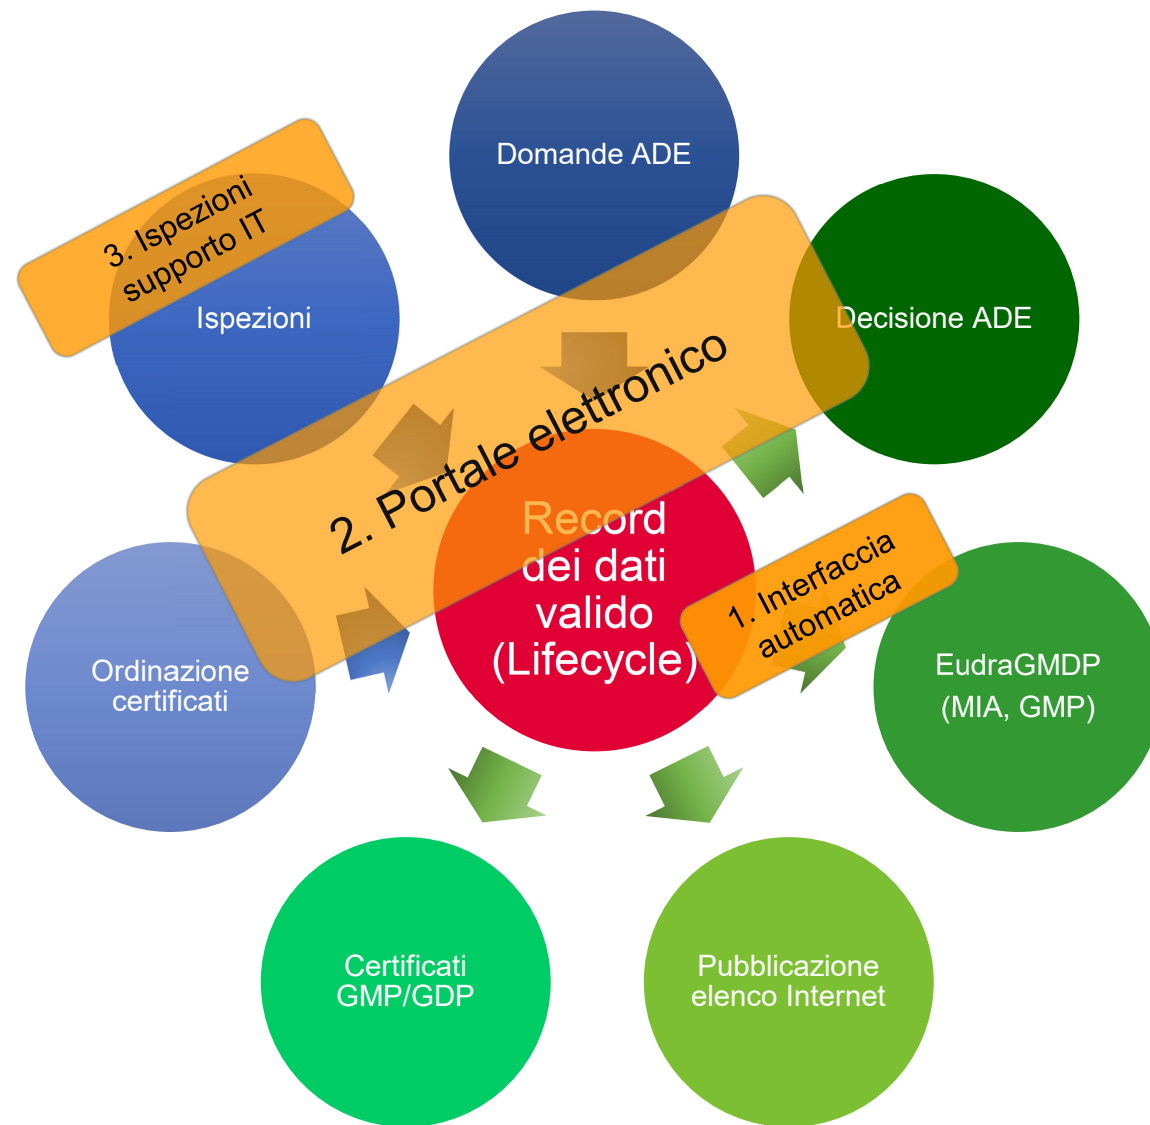 Domande ADE
3. Ispezioni
supporto IT
Ispezioni
Decisione ADE
2. Portale elettronico
Record
dei dati
valido
(Lifecycle)
1. Interfaccia
automatica
Ordinazione
certificati
EudraGMDP
(MIA, GMP)
Certificati
GMP/GDP
Pubblicazione
elenco Internet